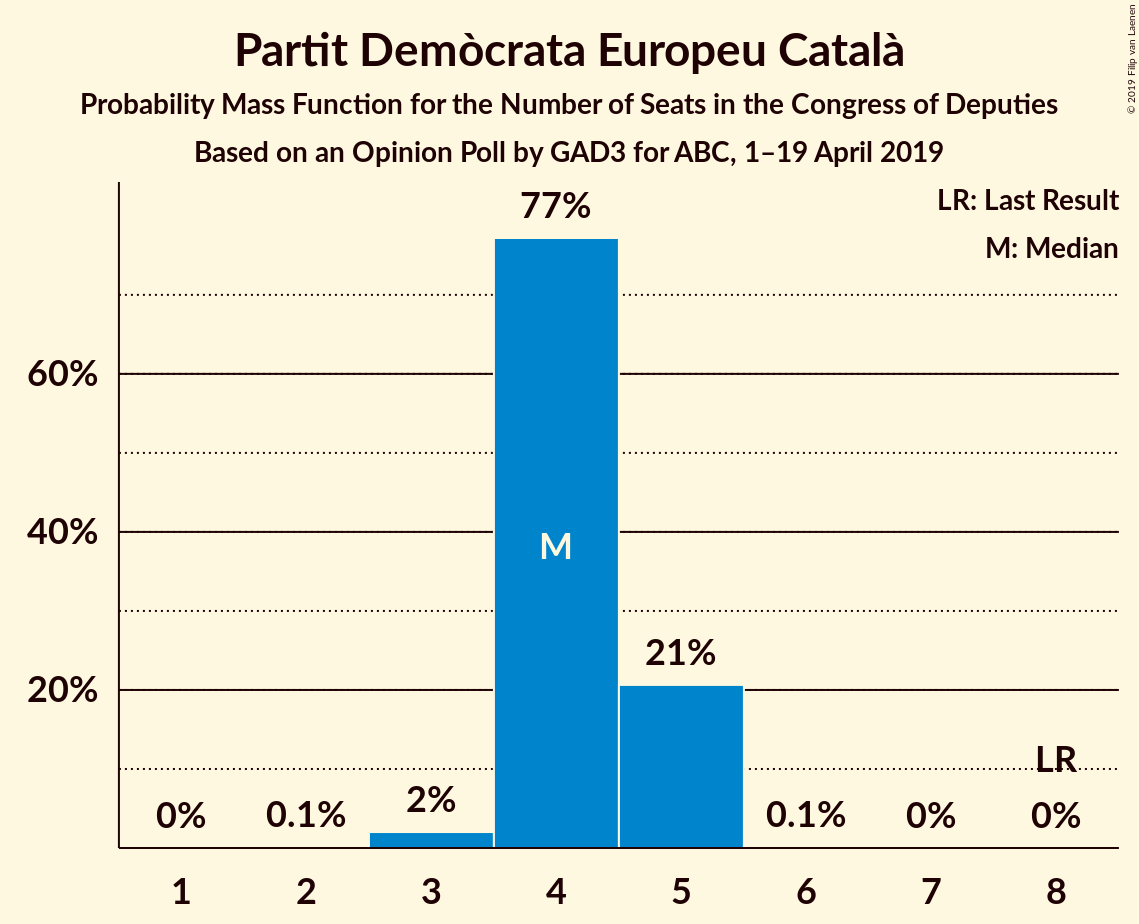 Partit Demòcrata Europeu Català
Probability Mass Function for the Number of Seats in the Congress of Deputies
Based on an Opinion Poll by GAD3 for ABC, 1–19 April 2019
© 2019 Filip van Laenen
LR: Last Result
M: Median
77%
60%
40%
M
21%
20%
LR
0%
0.1%
2%
0.1%
0%
0%
1 2 3 4 5 6 7 8